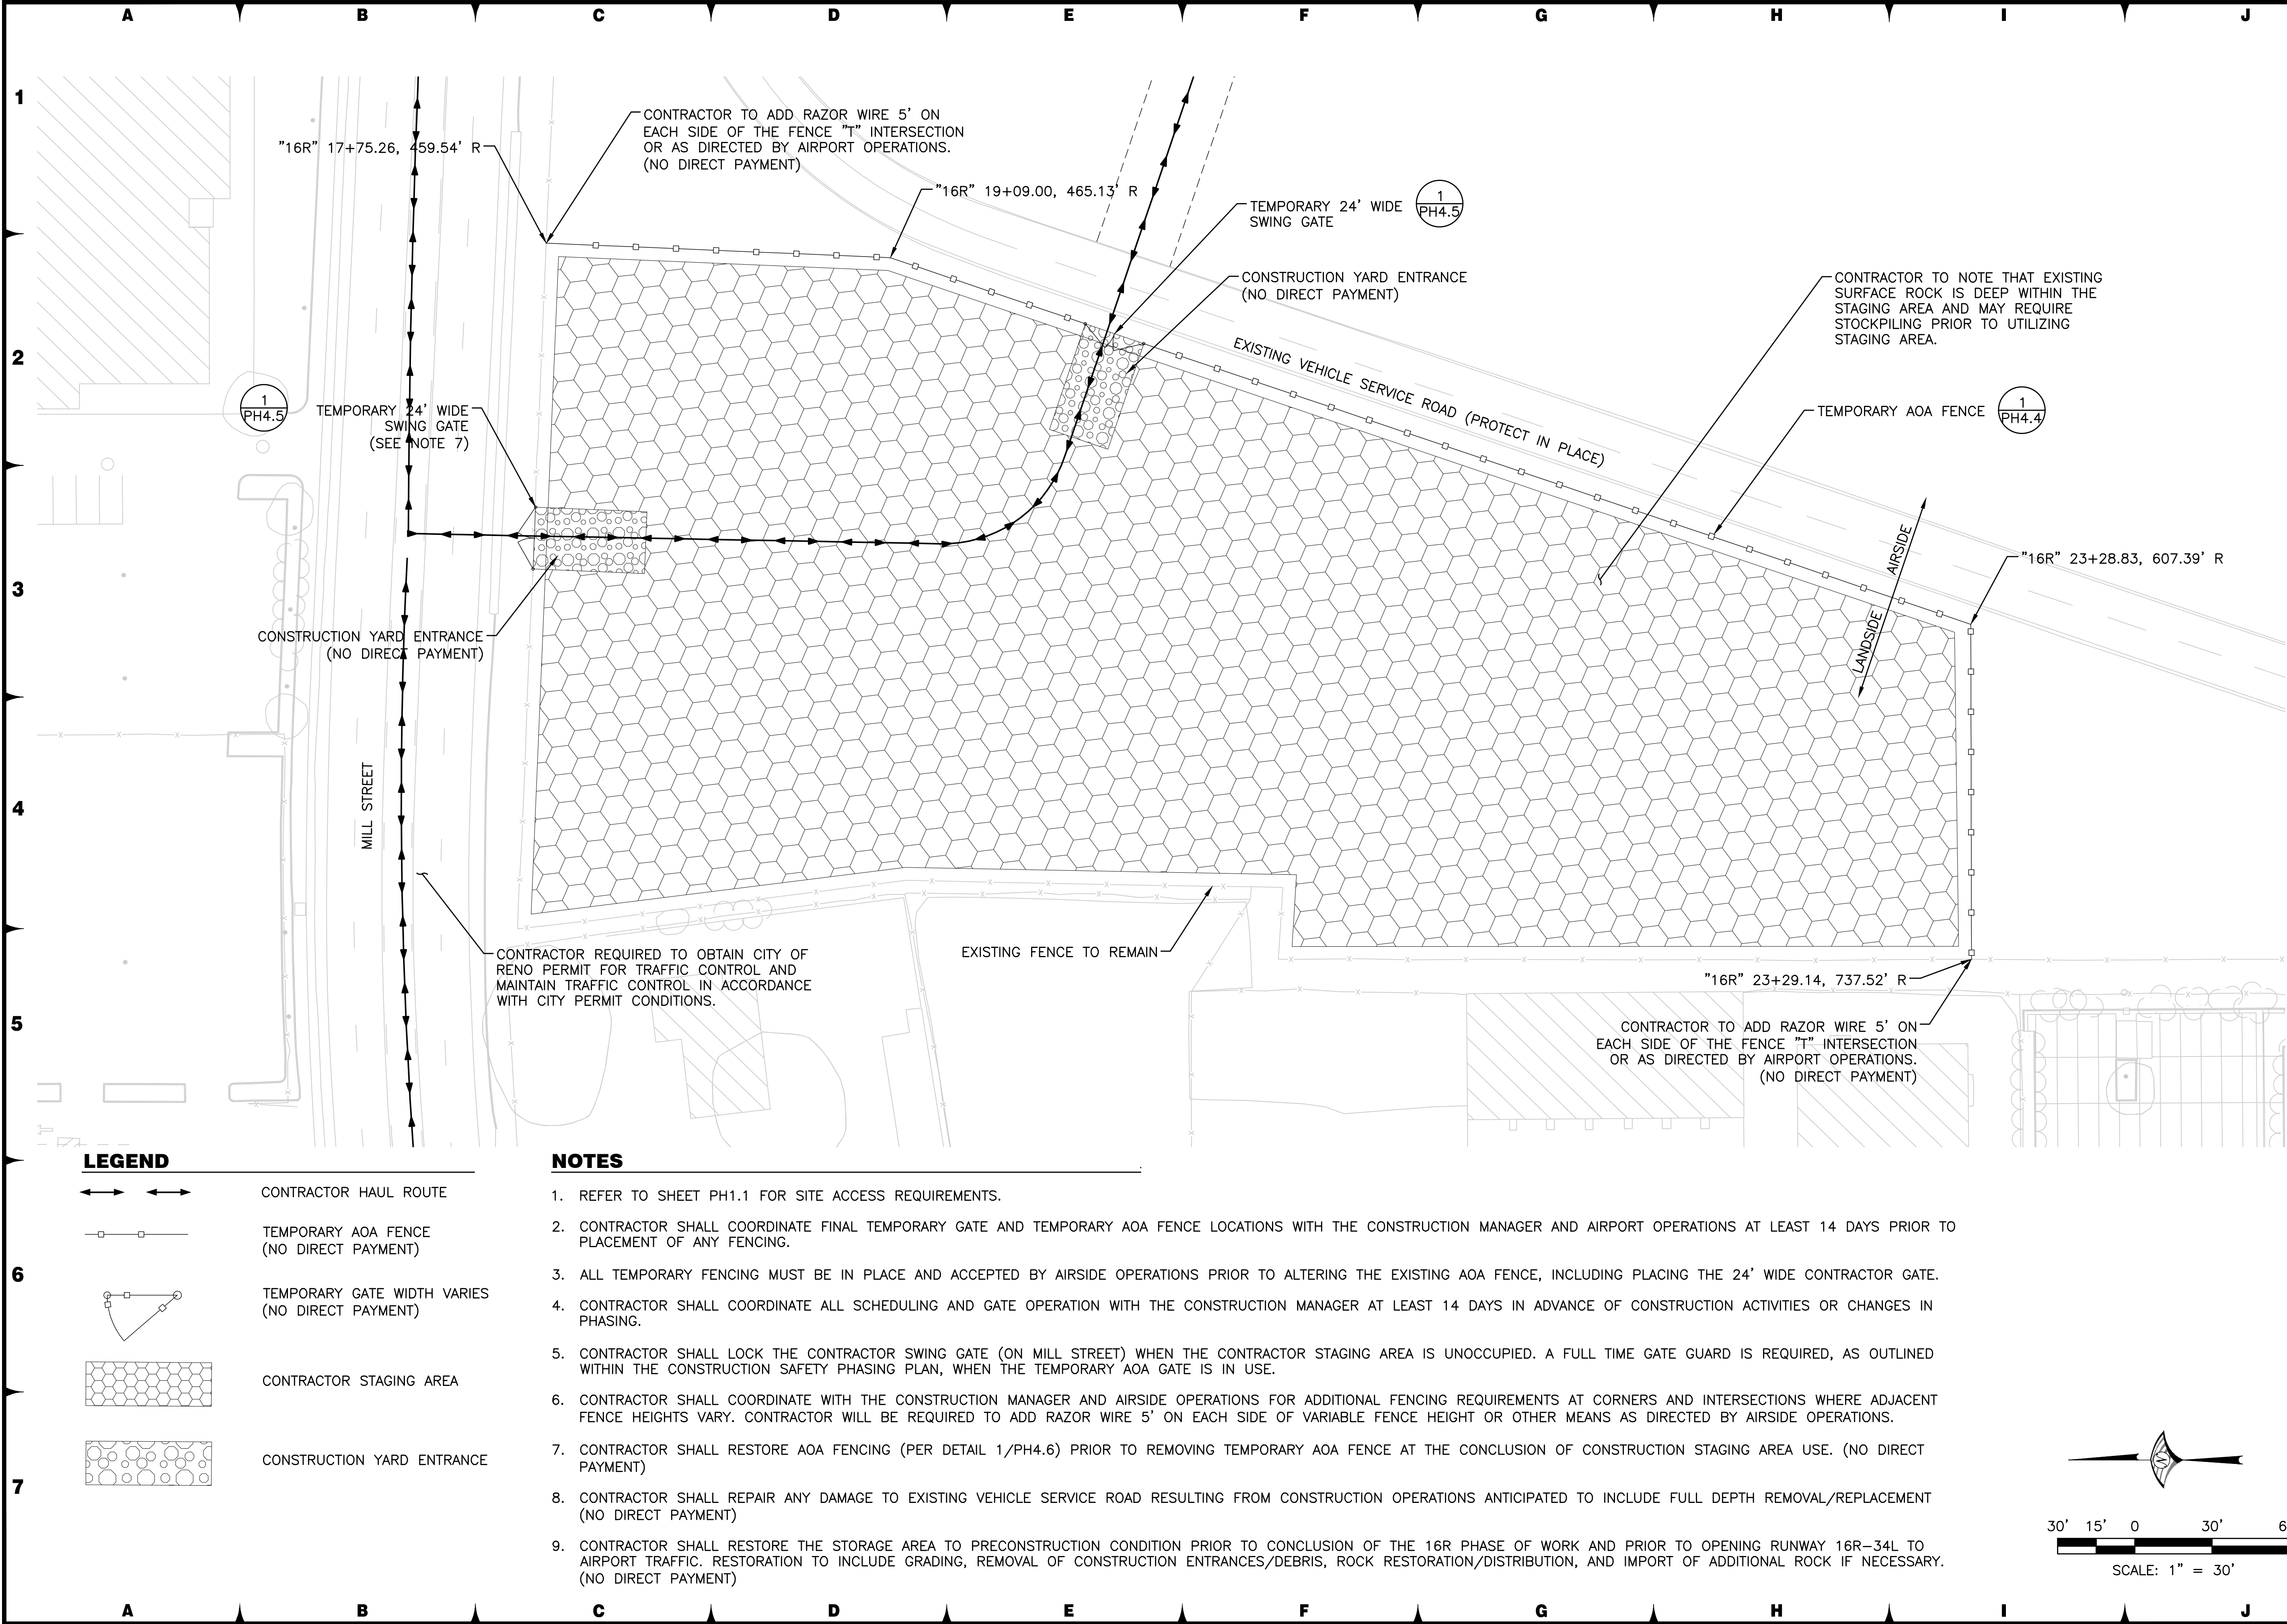 A B C D E F G H I J
1
2
3
4
5
6
7
"16R" 17+75.26, 459.54' R
CONTRACTOR TO ADD RAZOR WIRE 5' ON
EACH SIDE OF THE FENCE "T" INTERSECTION
OR AS DIRECTED BY AIRPORT OPERATIONS.
(NO DIRECT PAYMENT)
"16R" 19+09.00, 465.13' R
TEMPORARY 24' WIDE
SWING GATE
1
PH4.5
CONSTRUCTION YARD ENTRANCE
(NO DIRECT PAYMENT)
CONTRACTOR TO NOTE THAT EXISTING
SURFACE ROCK IS DEEP WITHIN THE
STAGING AREA AND MAY REQUIRE
STOCKPILING PRIOR TO UTILIZING
STAGING AREA.
EXISTING VEHICLE SERVICE ROAD (PROTECT IN PLACE)
TEMPORARY AOA FENCE
1
PH4.4
1
PH4.5
TEMPORARY 24' WIDE
SWING GATE
(SEE NOTE 7)
AIRSIDE
LANDSIDE
"16R" 23+28.83, 607.39' R
CONSTRUCTION YARD ENTRANCE
(NO DIRECT PAYMENT)
MILL STREET
CONTRACTOR REQUIRED TO OBTAIN CITY OF
RENO PERMIT FOR TRAFFIC CONTROL AND
MAINTAIN TRAFFIC CONTROL IN ACCORDANCE
WITH CITY PERMIT CONDITIONS.
EXISTING FENCE TO REMAIN
"16R" 23+29.14, 737.52' R
CONTRACTOR TO ADD RAZOR WIRE 5' ON
EACH SIDE OF THE FENCE "T" INTERSECTION
OR AS DIRECTED BY AIRPORT OPERATIONS.
(NO DIRECT PAYMENT)
LEGEND
CONTRACTOR HAUL ROUTE
TEMPORARY AOA FENCE
(NO DIRECT PAYMENT)
TEMPORARY GATE WIDTH VARIES
(NO DIRECT PAYMENT)
CONTRACTOR STAGING AREA
CONSTRUCTION YARD ENTRANCE
NOTES
1. REFER TO SHEET PH1.1 FOR SITE ACCESS REQUIREMENTS.
2. CONTRACTOR SHALL COORDINATE FINAL TEMPORARY GATE AND TEMPORARY AOA FENCE LOCATIONS WITH THE CONSTRUCTION MANAGER AND AIRPORT OPERATIONS AT LEAST 14 DAYS PRIOR TO
PLACEMENT OF ANY FENCING.
3. ALL TEMPORARY FENCING MUST BE IN PLACE AND ACCEPTED BY AIRSIDE OPERATIONS PRIOR TO ALTERING THE EXISTING AOA FENCE, INCLUDING PLACING THE 24' WIDE CONTRACTOR GATE.
4. CONTRACTOR SHALL COORDINATE ALL SCHEDULING AND GATE OPERATION WITH THE CONSTRUCTION MANAGER AT LEAST 14 DAYS IN ADVANCE OF CONSTRUCTION ACTIVITIES OR CHANGES IN
PHASING.
5. CONTRACTOR SHALL LOCK THE CONTRACTOR SWING GATE (ON MILL STREET) WHEN THE CONTRACTOR STAGING AREA IS UNOCCUPIED. A FULL TIME GATE GUARD IS REQUIRED, AS OUTLINED
WITHIN THE CONSTRUCTION SAFETY PHASING PLAN, WHEN THE TEMPORARY AOA GATE IS IN USE.
6. CONTRACTOR SHALL COORDINATE WITH THE CONSTRUCTION MANAGER AND AIRSIDE OPERATIONS FOR ADDITIONAL FENCING REQUIREMENTS AT CORNERS AND INTERSECTIONS WHERE ADJACENT
FENCE HEIGHTS VARY. CONTRACTOR WILL BE REQUIRED TO ADD RAZOR WIRE 5' ON EACH SIDE OF VARIABLE FENCE HEIGHT OR OTHER MEANS AS DIRECTED BY AIRSIDE OPERATIONS.
7. CONTRACTOR SHALL RESTORE AOA FENCING (PER DETAIL 1/PH4.6) PRIOR TO REMOVING TEMPORARY AOA FENCE AT THE CONCLUSION OF CONSTRUCTION STAGING AREA USE. (NO DIRECT
PAYMENT)
8. CONTRACTOR SHALL REPAIR ANY DAMAGE TO EXISTING VEHICLE SERVICE ROAD RESULTING FROM CONSTRUCTION OPERATIONS ANTICIPATED TO INCLUDE FULL DEPTH REMOVAL/REPLACEMENT
(NO DIRECT PAYMENT)
9. CONTRACTOR SHALL RESTORE THE STORAGE AREA TO PRECONSTRUCTION CONDITION PRIOR TO CONCLUSION OF THE 16R PHASE OF WORK AND PRIOR TO OPENING RUNWAY 16R-34L TO
AIRPORT TRAFFIC. RESTORATION TO INCLUDE GRADING, REMOVAL OF CONSTRUCTION ENTRANCES/DEBRIS, ROCK RESTORATION/DISTRIBUTION, AND IMPORT OF ADDITIONAL ROCK IF NECESSARY.
(NO DIRECT PAYMENT)
N
30' 15' 0 30' 6
SCALE: 1" = 30'
A B C D E F G H I J